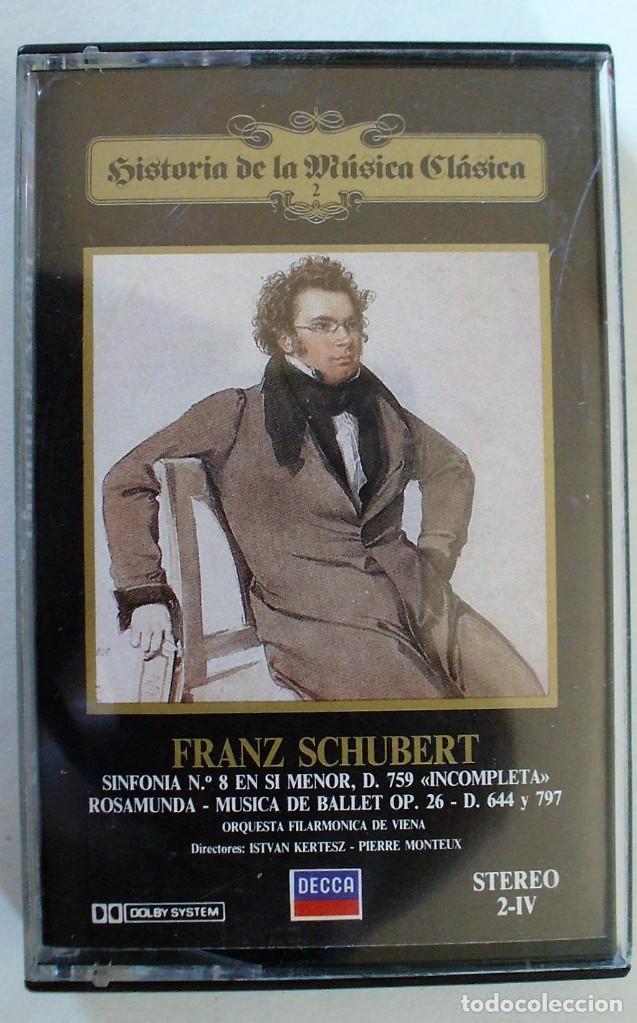 Historia de la Música Clásica
2
FRANZ SCHUBERT
SINFONIA N.º 8 EN SI MENOR, D. 759 «INCOMPLETA»
ROSAMUNDA - MUSICA DE BALLET OP. 26 - D. 644 y 797
ORQUESTA FILARMONICA DE VIENA
Directores: ISTVAN KERTESZ - PIERRE MONTEUX
DOLBY SYSTEM
DECCA
STEREO
2-IV
todocoleccion